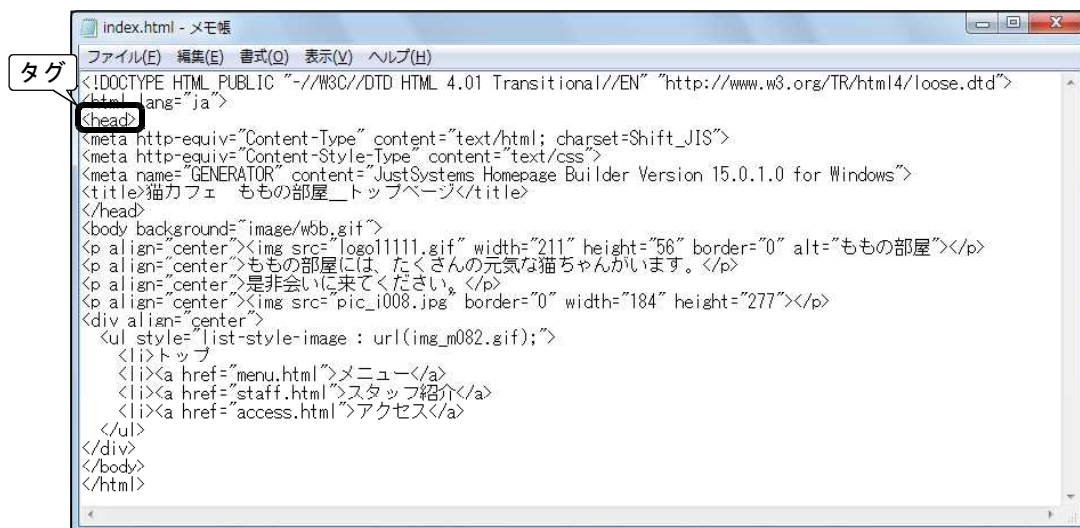 index.html - メモ帳
ファイル(F) 編集(E) 書式(O) 表示(V) ヘルプ(H)
タグ
<!DOCTYPE HTML PUBLIC "-//W3C//DTD HTML 4.01 Transitional//EN" "http://www.w3.org/TR/html4/loose.dtd">
<html lang="ja">
<head>
<meta http-equiv="Content-Type" content="text/html; charset=Shift_JIS">
<meta http-equiv="Content-Style-Type" content="text/css">
<meta name="GENERATOR" content="JustSystems Homepage Builder Version 15.0.1.0 for Windows">
<title>猫カフェ　ももの部屋__トップページ</title>
</head>
<body background="image/w5b.gif">
<p align="center"><img src="logo11111.gif" width="211" height="56" border="0" alt="ももの部屋"></p>
<p align="center">ももの部屋には、たくさんの元気な猫ちゃんがいます。</p>
<p align="center">是非会いに来てください。</p>
<p align="center"><img src="pic_i008.jpg" border="0" width="184" height="277"></p>
<div align="center">
  <ul style="list-style-image : url(img_m082.gif);">
    <li>トップ
    <li><a href="menu.html">メニュー</a>
    <li><a href="staff.html">スタッフ紹介</a>
    <li><a href="access.html">アクセス</a>
  </ul>
</div>
</body>
</html>